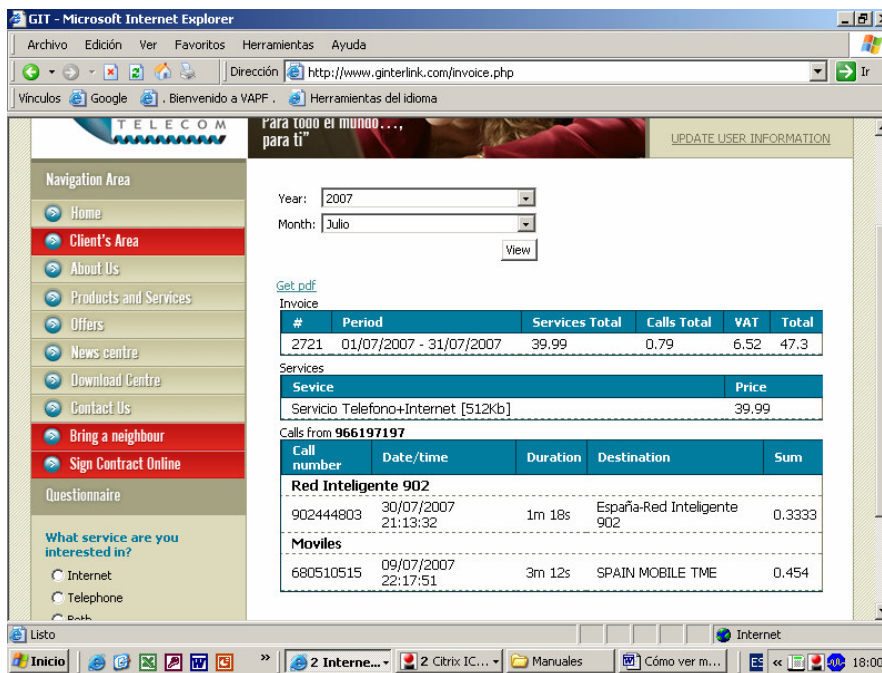 GIT - Microsoft Internet Explorer
Archivo Edición Ver Favoritos Herramientas Ayuda
Dirección http://www.ginterlink.com/invoice.php Ir
Vínculos Google . Bienvenido a VAPF . Herramientas del idioma
TELECOM
Para todo el mundo...,
para ti”
UPDATE USER INFORMATION
Navigation Area
Home
Client's Area
About Us
Products and Services
Offers
News centre
Download Centre
Contact Us
Bring a neighbour
Sign Contract Online
Questionnaire
What service are you
interested in?
Internet
Telephone
Both
Year: 2007
Month: Julio
View
Get pdf
Invoice
# Period Services Total Calls Total VAT Total
2721 01/07/2007 - 31/07/2007 39.99 0.79 6.52 47.3
Services
Sevice Price
Servicio Telefono+Internet [512Kb] 39.99
Calls from 966197197
Call
number Date/time Duration Destination Sum
Red Inteligente 902
902444803 30/07/2007
21:13:32 1m 18s España-Red Inteligente
902 0.3333
Moviles
680510515 09/07/2007
22:17:51 3m 12s SPAIN MOBILE TME 0.454
Listo Internet
Inicio » 2 Interne... 2 Citrix IC... Manuales Cómo ver m... ES « 18:00